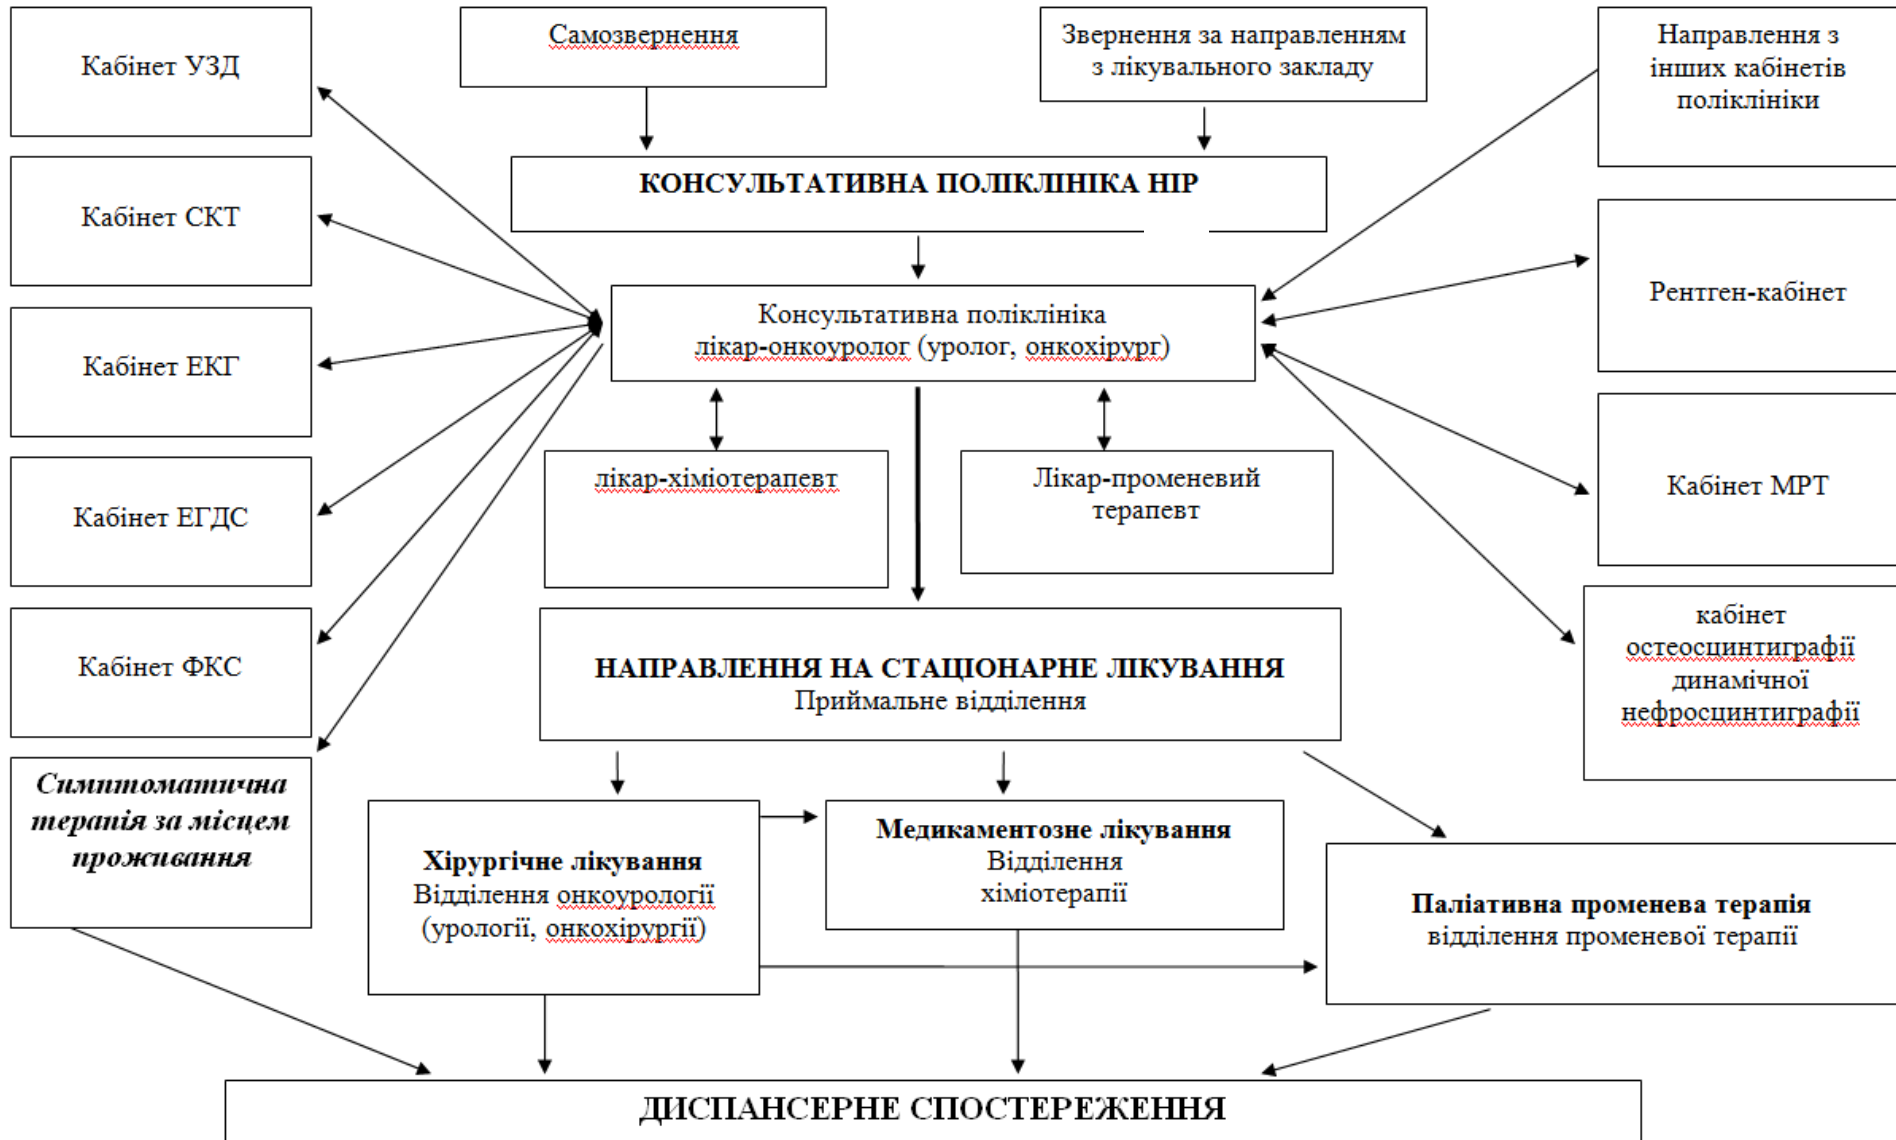 Кабінет УЗД
Самозвернення
Звернення за направленням
з лікувального закладу
Направлення з
інших кабінетів
поліклініки
Кабінет СКТ
КОНСУЛЬТАТИВНА ПОЛІКЛІНІКА НІР
Рентген-кабінет
Консультативна поліклініка
лікар-онкоуролог (уролог, онкохірург)
Кабінет ЕКГ
лікар-хіміотерапевт
Лікар-променевий
терапевт
Кабінет МРТ
Кабінет ЕГДС
кабінет
остеосцинтиграфії
динамічної
нефросцинтиграфії
Кабінет ФКС
НАПРАВЛЕННЯ НА СТАЦІОНАРНЕ ЛІКУВАННЯ
Приймальне відділення
Симптоматична
терапія за місцем
проживання
Хірургічне лікування
Відділення онкоурології
(урології, онкохірургії)
Медикаментозне лікування
Відділення
хіміотерапії
Паліативна променева терапія
відділення променевої терапії
ДИСПАНСЕРНЕ СПОСТЕРЕЖЕННЯ